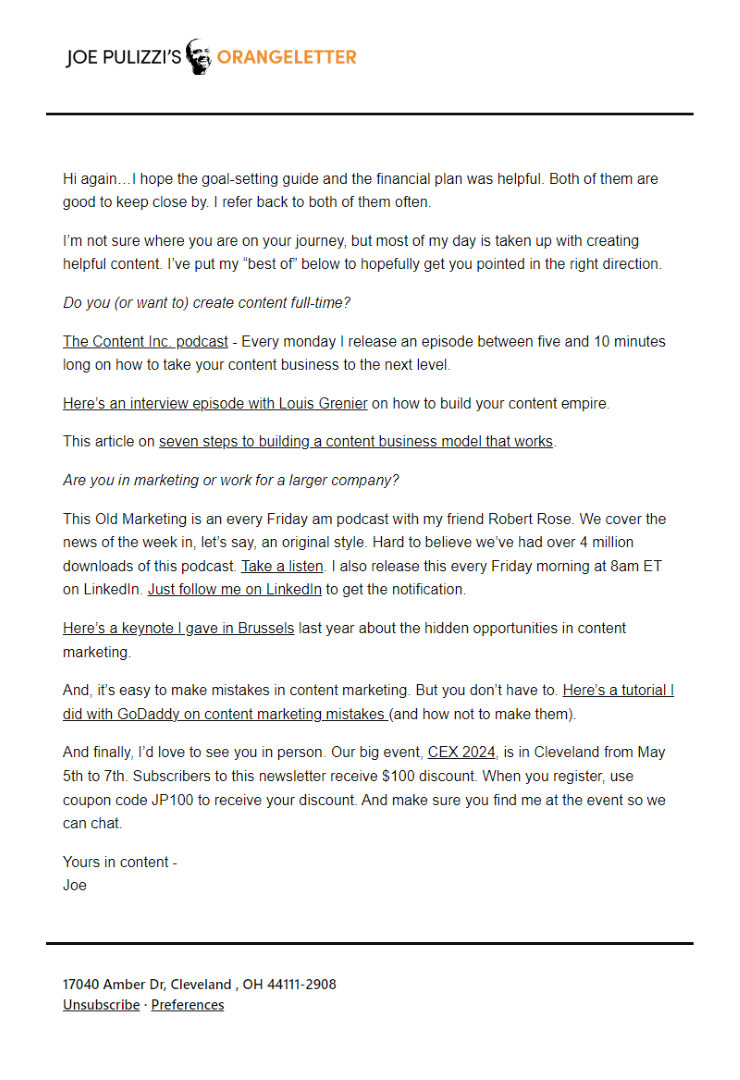 JOE PULIZZI'S ORANGELETTER
Hi again…I hope the goal-setting guide and the financial plan was helpful. Both of them are
good to keep close by. I refer back to both of them often.
I'm not sure where you are on your journey, but most of my day is taken up with creating
helpful content. I've put my “best of” below to hopefully get you pointed in the right direction.
Do you (or want to) create content full-time?
The Content Inc. podcast - Every monday I release an episode between five and 10 minutes
long on how to take your content business to the next level.
Here's an interview episode with Louis Grenier on how to build your content empire.
This article on seven steps to building a content business model that works.
Are you in marketing or work for a larger company?
This Old Marketing is an every Friday am podcast with my friend Robert Rose. We cover the
news of the week in, let's say, an original style. Hard to believe we've had over 4 million
downloads of this podcast. Take a listen. I also release this every Friday morning at 8am ET
on LinkedIn. Just follow me on LinkedIn to get the notification.
Here's a keynote I gave in Brussels last year about the hidden opportunities in content
marketing.
And, it's easy to make mistakes in content marketing. But you don't have to. Here's a tutorial I
did with GoDaddy on content marketing mistakes (and how not to make them).
And finally, I'd love to see you in person. Our big event, CEX 2024, is in Cleveland from May
5th to 7th. Subscribers to this newsletter receive $100 discount. When you register, use
coupon code JP100 to receive your discount. And make sure you find me at the event so we
can chat.
Yours in content -
Joe
17040 Amber Dr, Cleveland , OH 44111-2908
Unsubscribe · Preferences